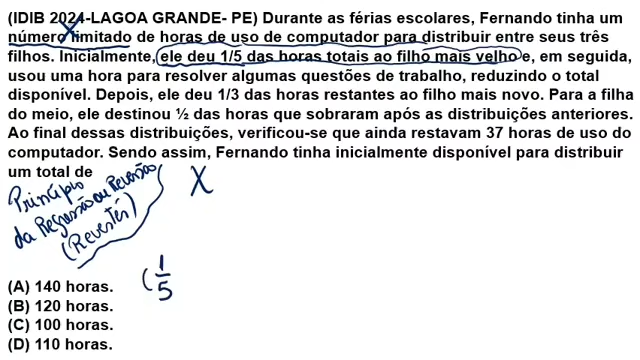 (IDIB 2024-LAGOA GRANDE- PE) Durante as férias escolares, Fernando tinha um
número limitado de horas de uso de computador para distribuir entre seus três
filhos. Inicialmente, ele deu 1/5 das horas totais ao filho mais velho e, em seguida,
usou uma hora para resolver algumas questões de trabalho, reduzindo o total
disponível. Depois, ele deu 1/3 das horas restantes ao filho mais novo. Para a filha
do meio, ele destinou ½ das horas que sobraram após as distribuições anteriores.
Ao final dessas distribuições, verificou-se que ainda restavam 37 horas de uso do
computador. Sendo assim, Fernando tinha inicialmente disponível para distribuir
um total de
X
X
Princípio
da Regressão ou Reversão
(Revertés)
(1/5
(A) 140 horas.
(B) 120 horas.
(C) 100 horas.
(D) 110 horas.